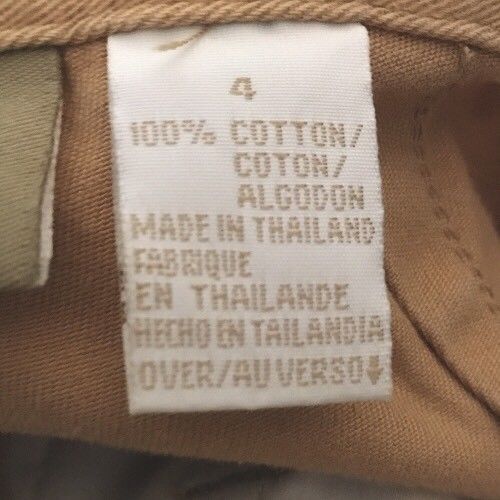 4
100% COTTON/
COTON/
ALGODON
MADE IN THAILAND
FABRIQUE
EN THAILANDE
HECHO EN TAILANDIA
OVER/AU VERSO